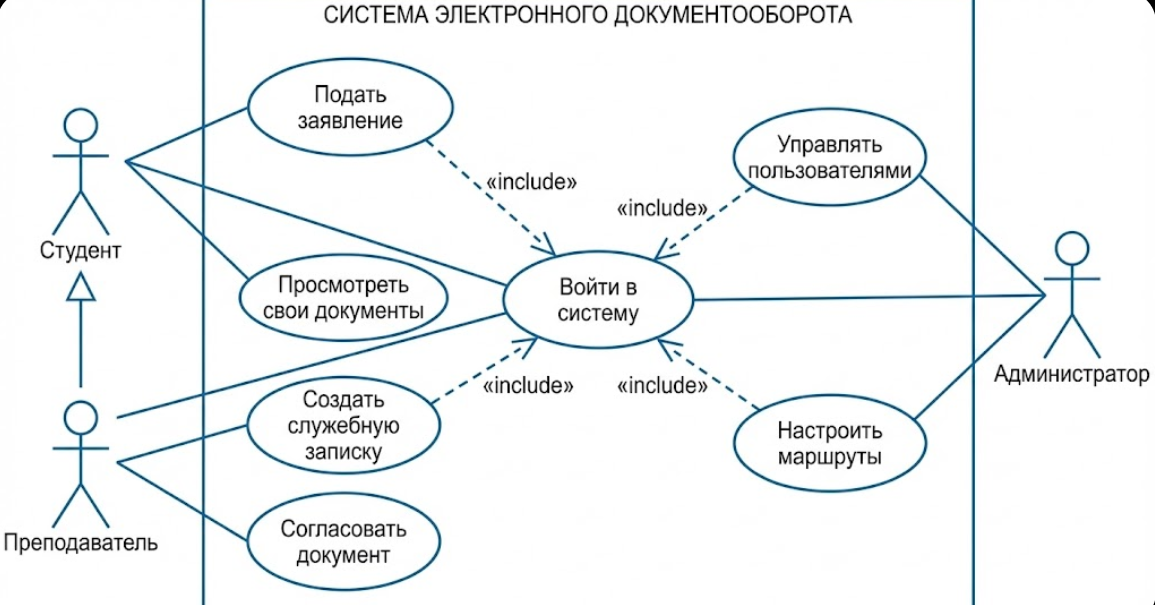 СИСТЕМА ЭЛЕКТРОННОГО ДОКУМЕНТООБОРОТА
Подать
заявление
Управлять
пользователями
«include»
«include»
Студент
Просмотреть
свои документы
Войти в
систему
Администратор
«include»
«include»
Создать
служебную
записку
Настроить
маршруты
Согласовать
документ
Преподаватель